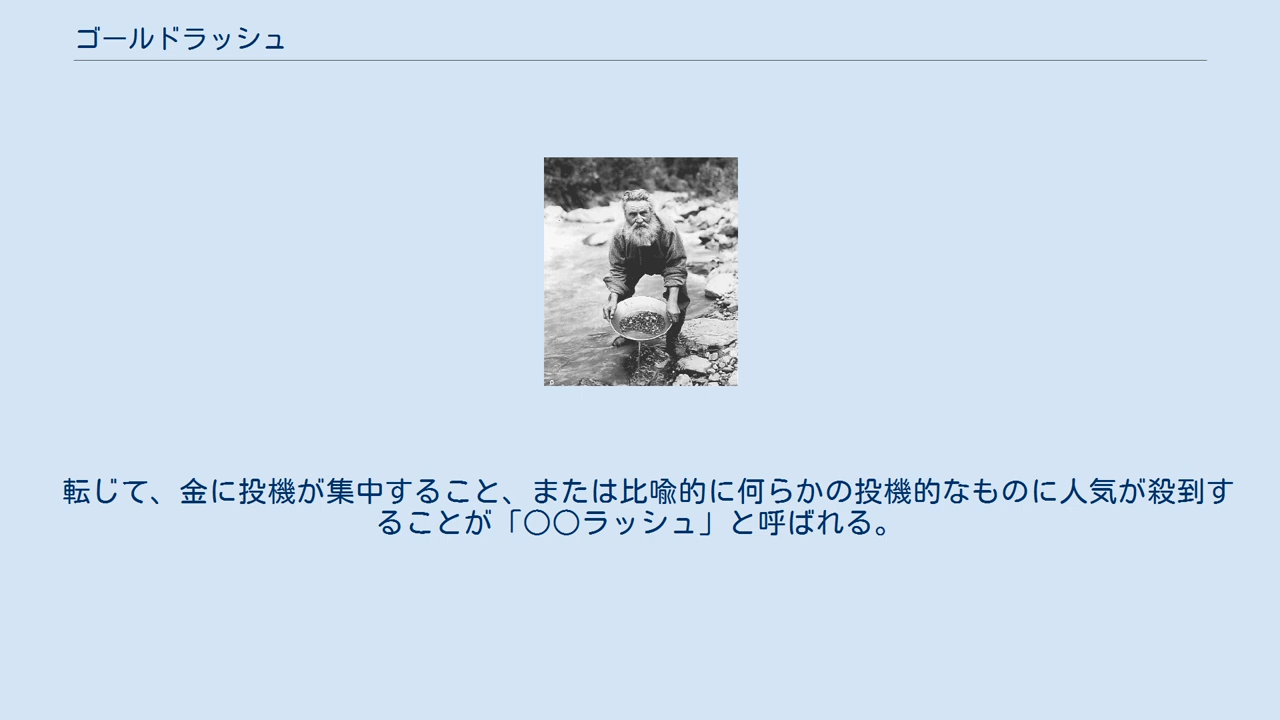 ゴールドラッシュ
転じて、金に投機が集中すること、または比喩的に何らかの投機的なものに人気が殺到す
ることが「○○ラッシュ」と呼ばれる。